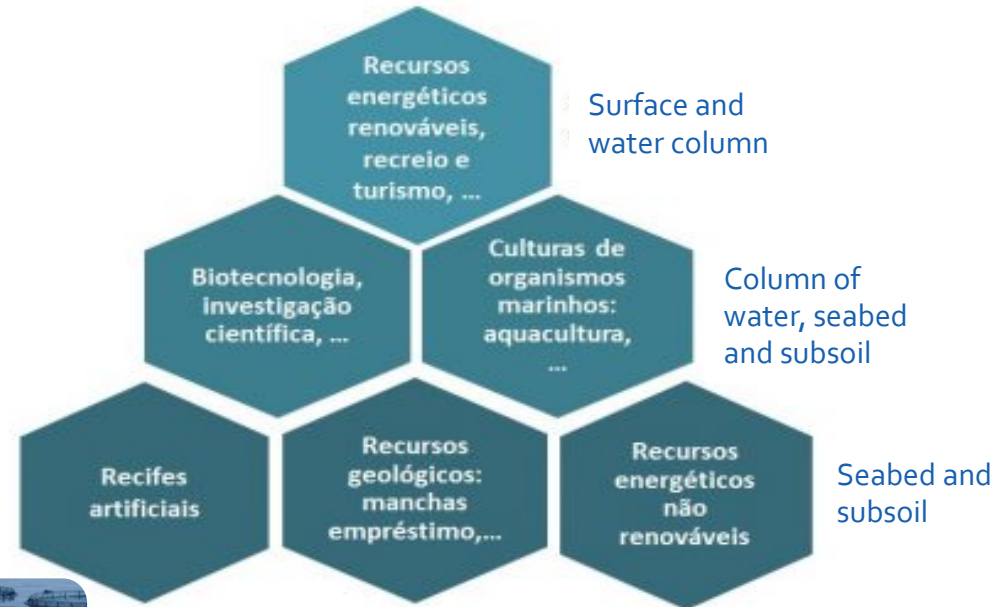 Recursos
energéticos
renováveis,
recreio e
turismo, ...
Surface and
water column
Biotecnologia,
investigação
científica, ...
Culturas de
organismos
marinhos:
aquacultura,
...
Column of
water, seabed
and subsoil
Recifes
artificiais
Recursos
geológicos:
manchas
empréstimo,...
Recursos
energéticos
não
renováveis
Seabed and
subsoil